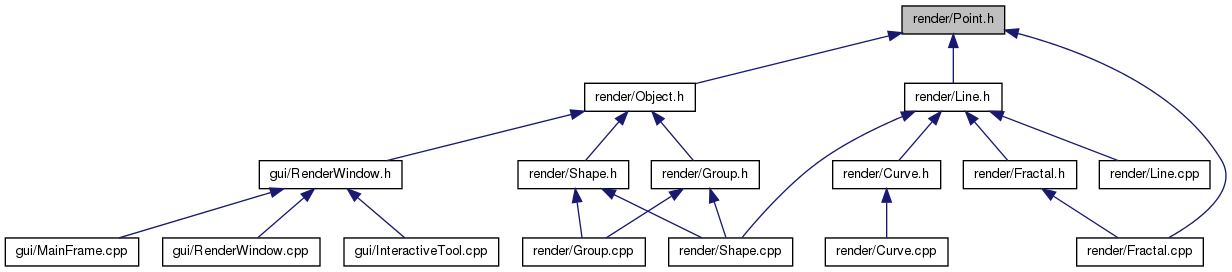 render/Point.h
render/Object.h
render/Line.h
gui/RenderWindow.h
render/Shape.h
render/Group.h
render/Curve.h
render/Fractal.h
render/Line.cpp
gui/MainFrame.cpp
gui/RenderWindow.cpp
gui/InteractiveTool.cpp
render/Group.cpp
render/Shape.cpp
render/Curve.cpp
render/Fractal.cpp